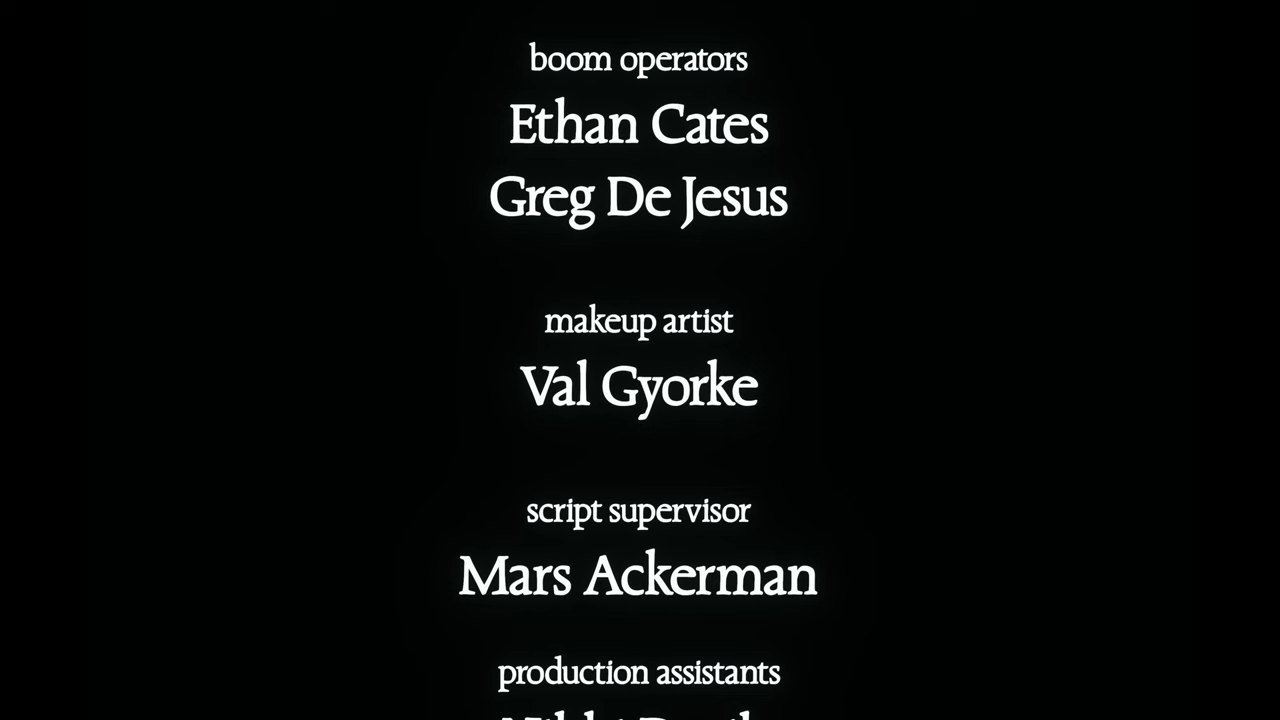 boom operators
Ethan Cates
Greg De Jesus
makeup artist
Val Gyorke
script supervisor
Mars Ackerman
production assistants